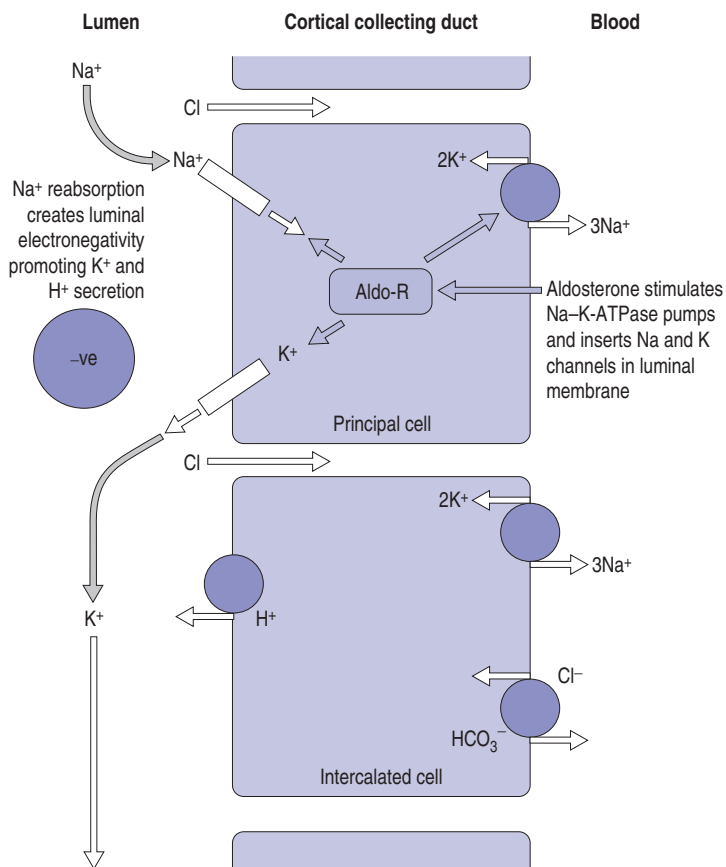 Lumen
Cortical collecting duct
Blood
Na⁺
Cl
Na⁺
2K⁺
3Na⁺
Na⁺ reabsorption
creates luminal
electronegativity
promoting K⁺ and
H⁺ secretion
–ve
Aldo-R
Aldosterone stimulates
Na–K-ATPase pumps
and inserts Na and K
channels in luminal
membrane
K⁺
Principal cell
Cl
2K⁺
3Na⁺
K⁺
H⁺
Cl⁻
HCO₃⁻
Intercalated cell